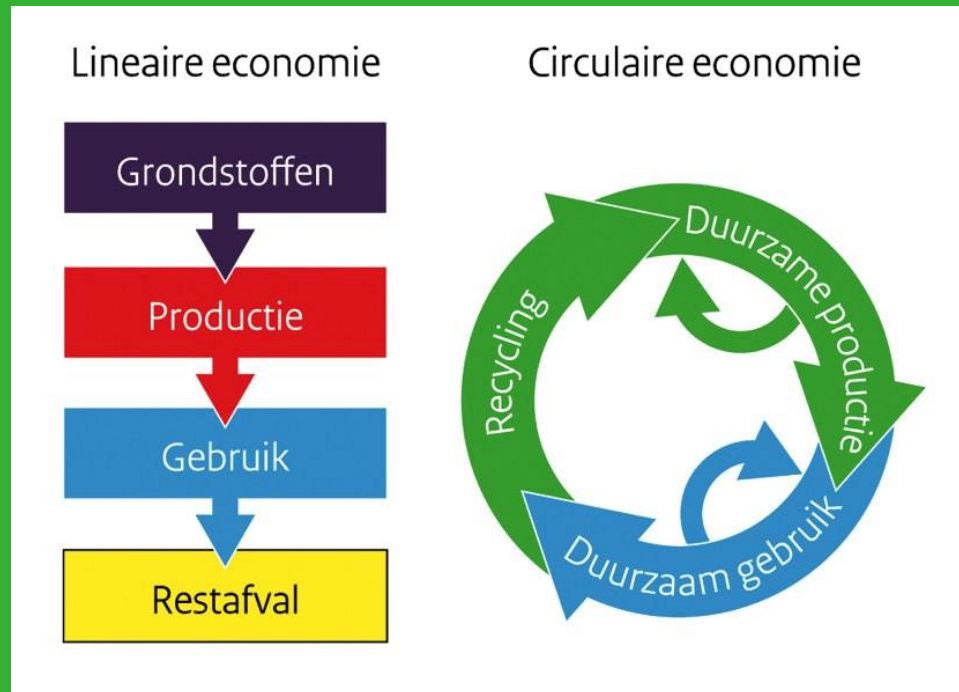 Lineaire economie
Grondstoffen
Productie
Gebruik
Restafval
Circulaire economie
Duurzame productie
Duurzaam gebruik
Recycling